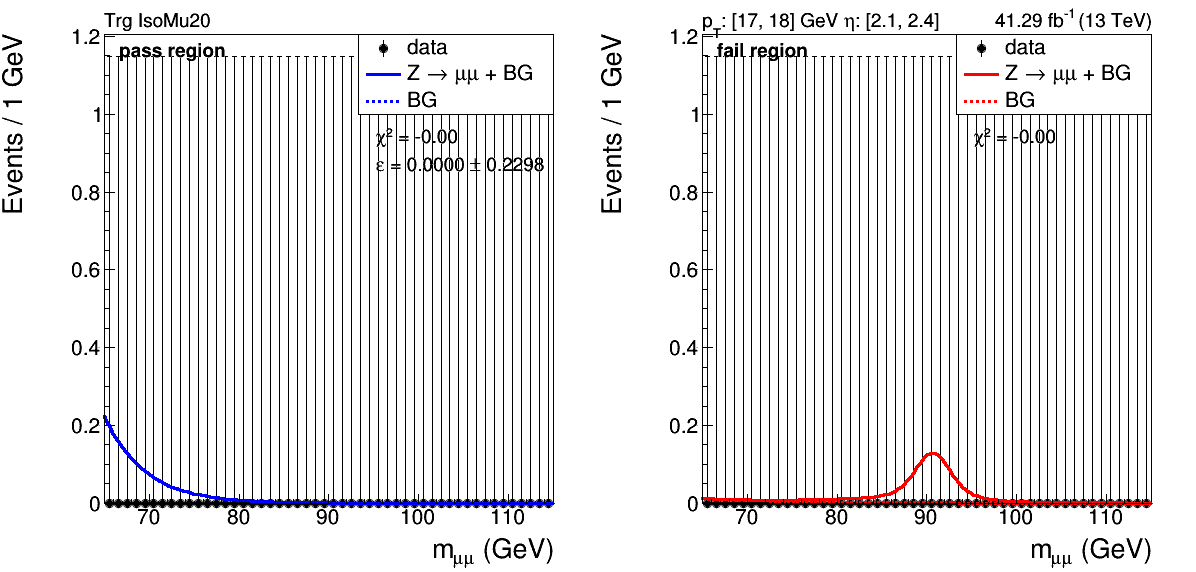 Trg IsoMu20
Events / 1 GeV
1.2
1
0.8
0.6
0.4
0.2
0
pass region
data
Z → μμ + BG
BG
χ² = -0.00
ε = 0.0000 ± 0.2298
70 80 90 100 110
mμμ (GeV)
pT: [17, 18] GeV η: [2.1, 2.4] 41.29 fb⁻¹ (13 TeV)
Events / 1 GeV
1.2
1
0.8
0.6
0.4
0.2
0
fail region
data
Z → μμ + BG
BG
χ² = -0.00
70 80 90 100 110
mμμ (GeV)